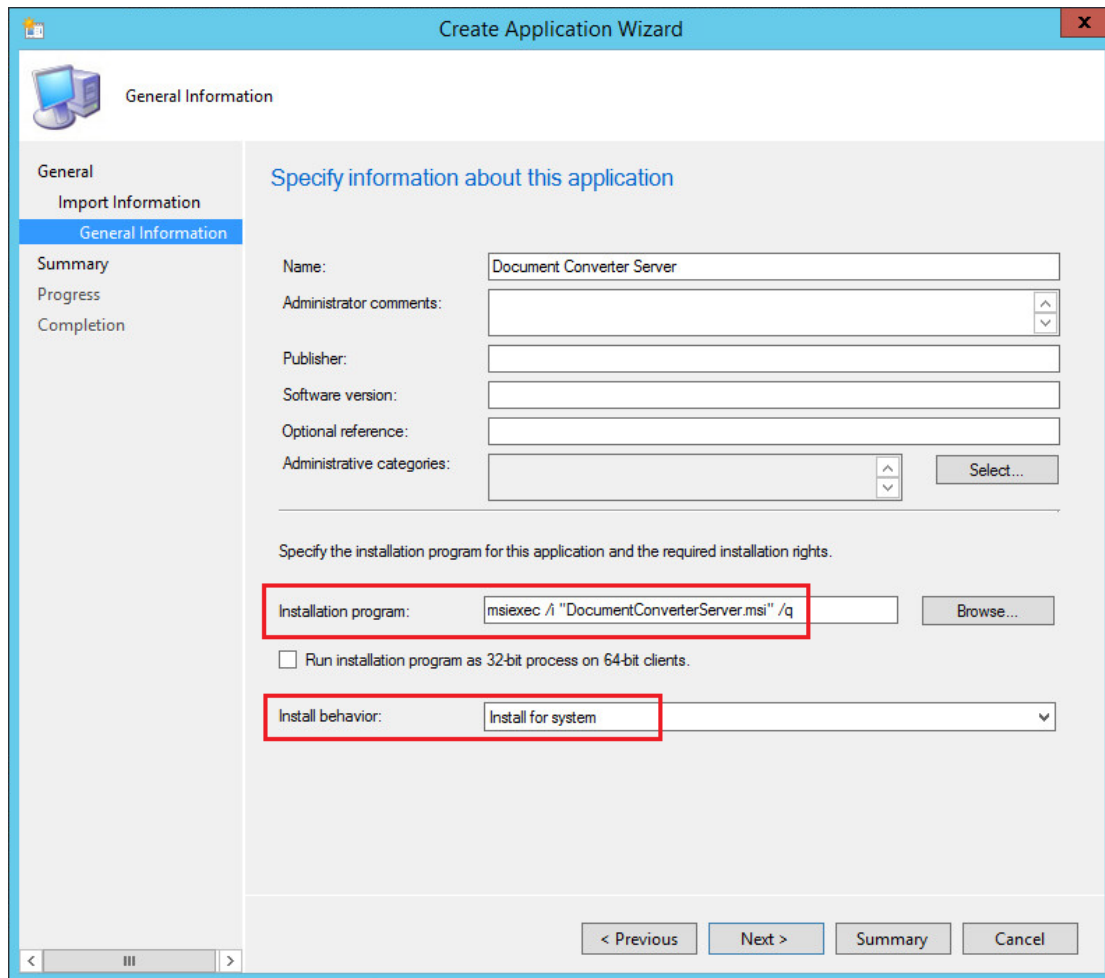 Create Application Wizard
x
General Information
General
Import Information
General Information
Summary
Progress
Completion
Specify information about this application
Name: Document Converter Server
Administrator comments:
Publisher:
Software version:
Optional reference:
Administrative categories: Select...
Specify the installation program for this application and the required installation rights.
Installation program: msiexec /i "DocumentConverterServer.msi" /q Browse...
Run installation program as 32-bit process on 64-bit clients.
Install behavior: Install for system
< Previous Next > Summary Cancel